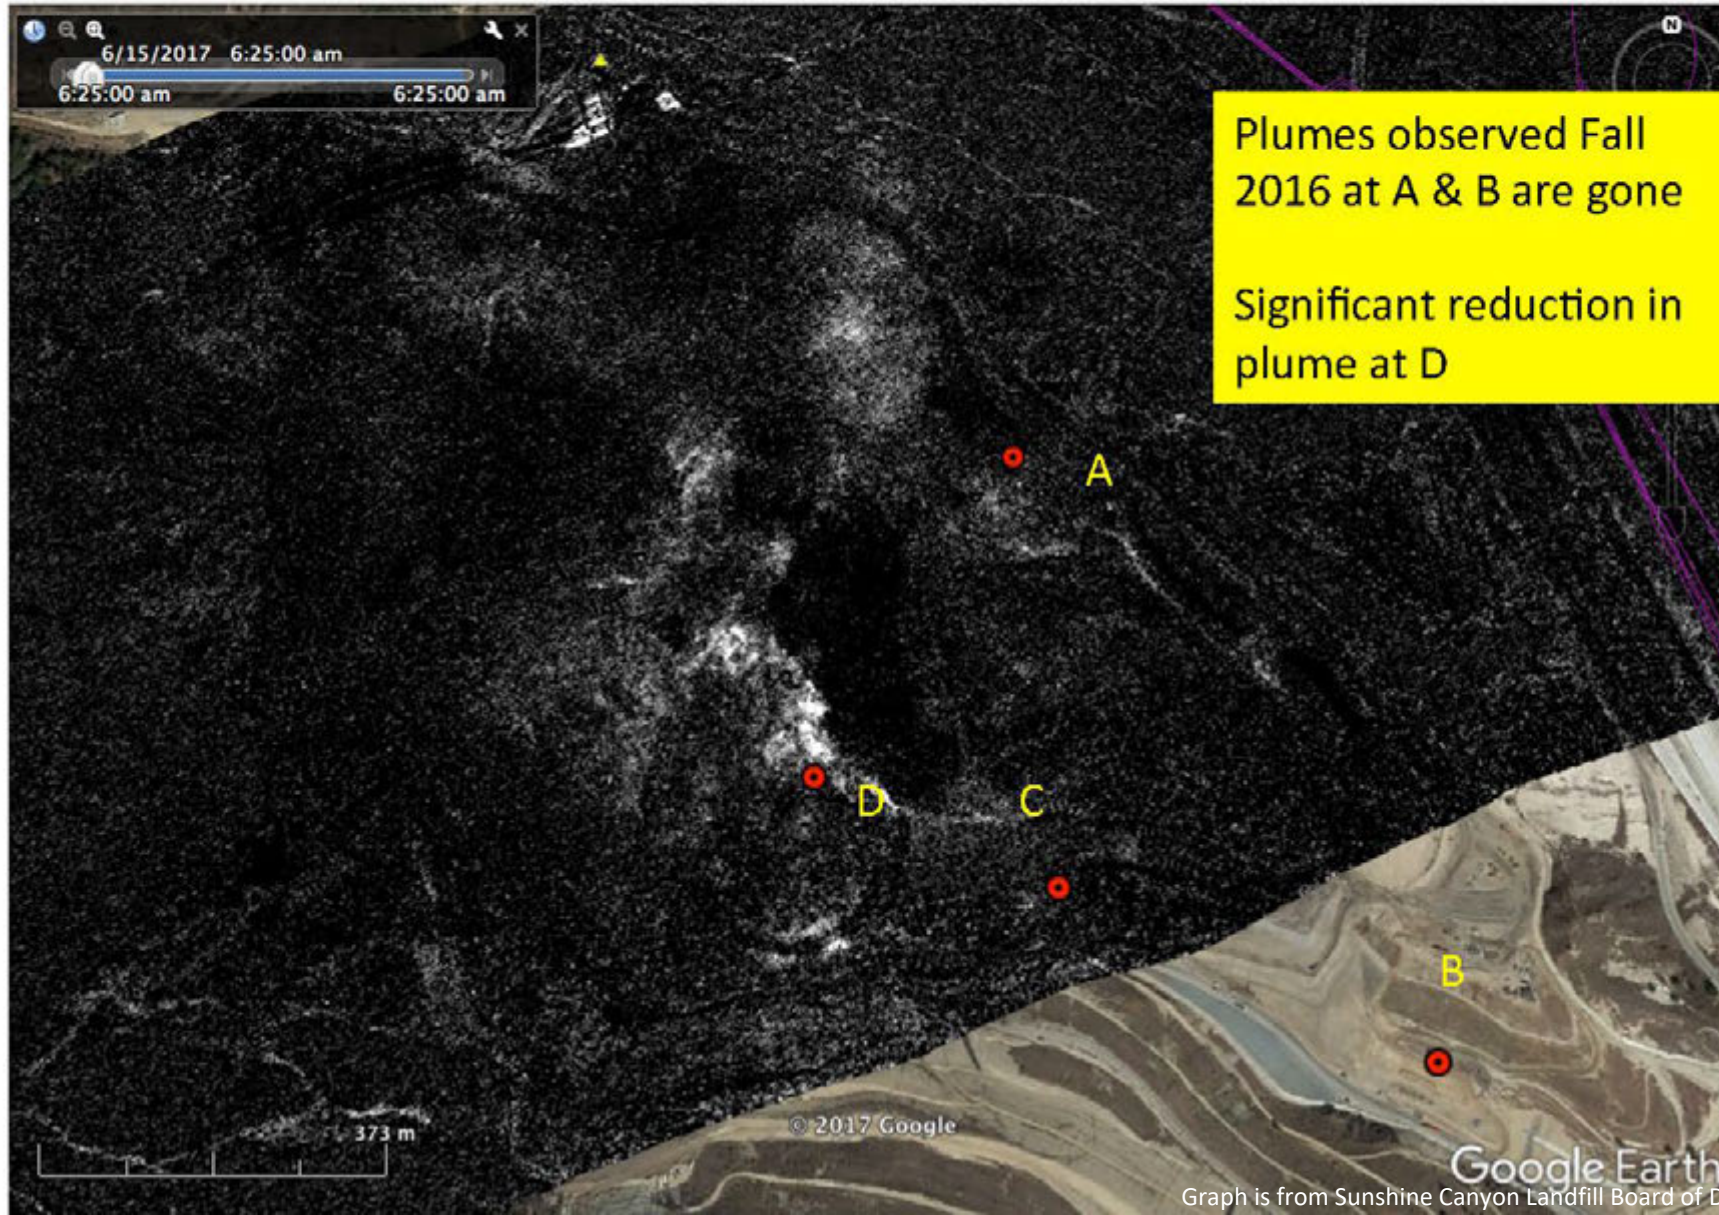 6/15/2017 6:25:00 am
6:25:00 am 6:25:00 am
N
Plumes observed Fall
2016 at A & B are gone
Significant reduction in
plume at D
A
D
C
B
© 2017 Google
373 m
Google Earth
Graph is from Sunshine Canyon Landfill Board of